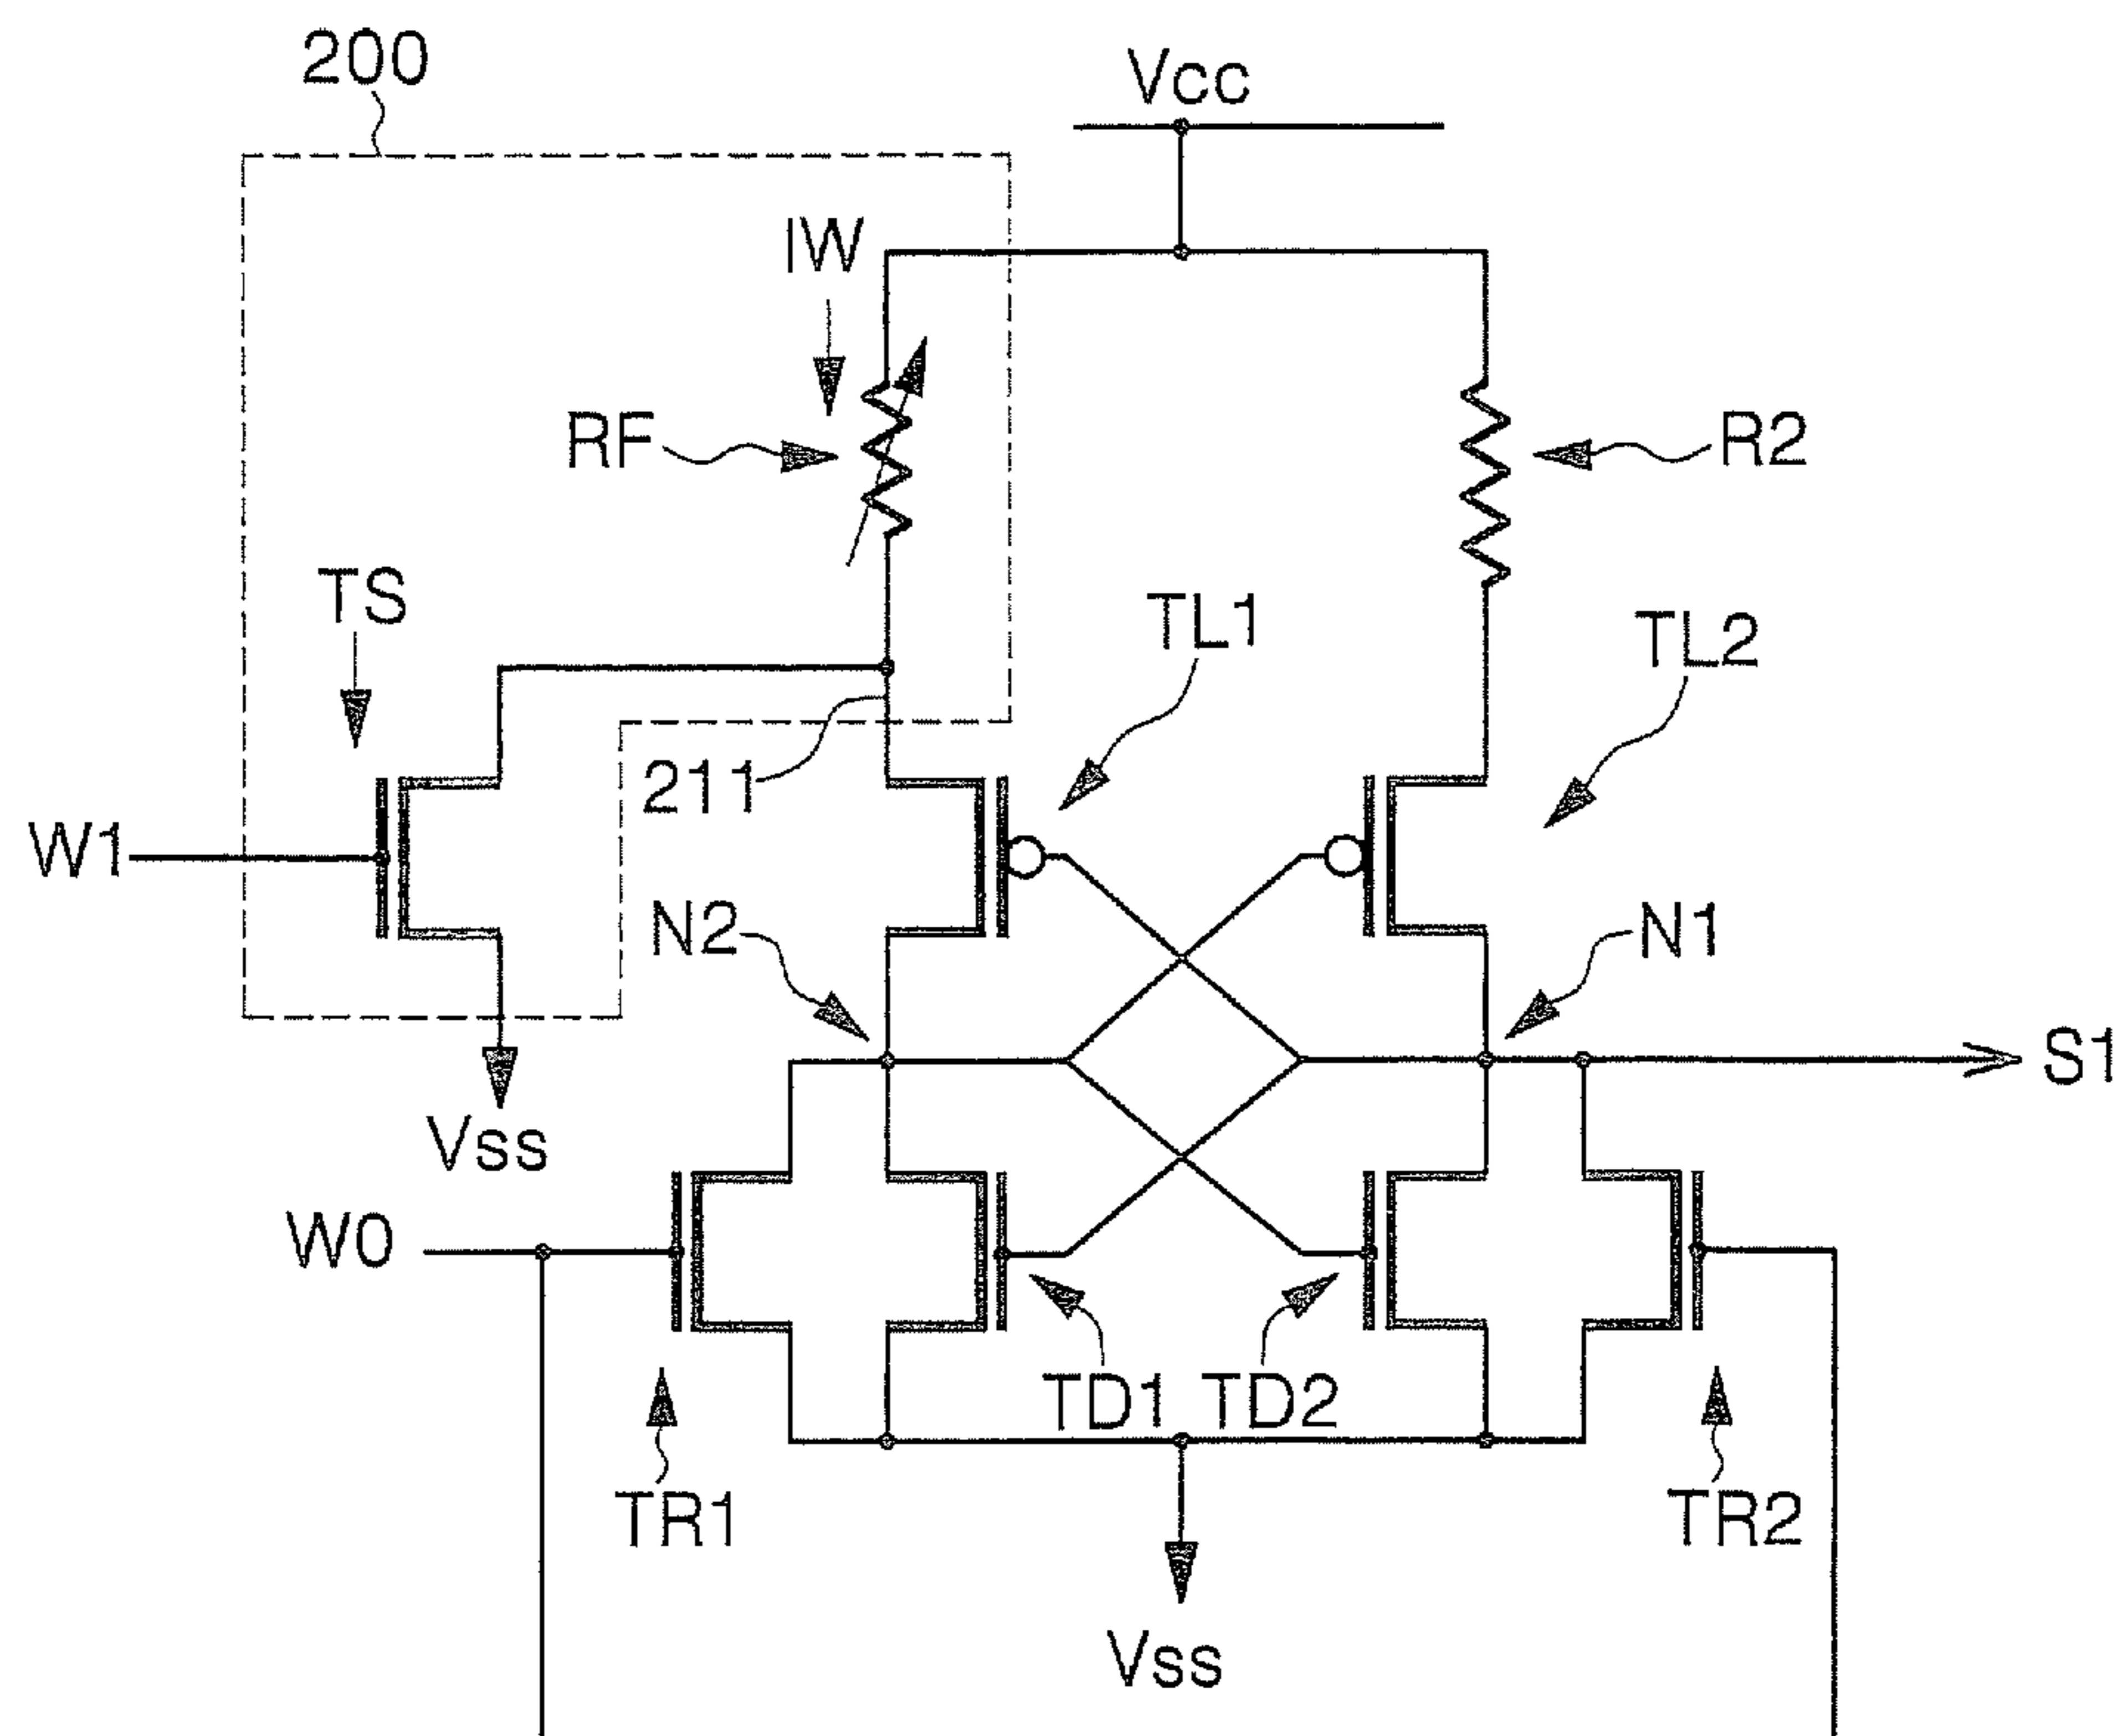 200
Vcc
IW
RF
R2
TS
TL1
TL2
211
W1
N2
N1
S1
Vss
W0
TD1
TD2
TR1
TR2
Vss